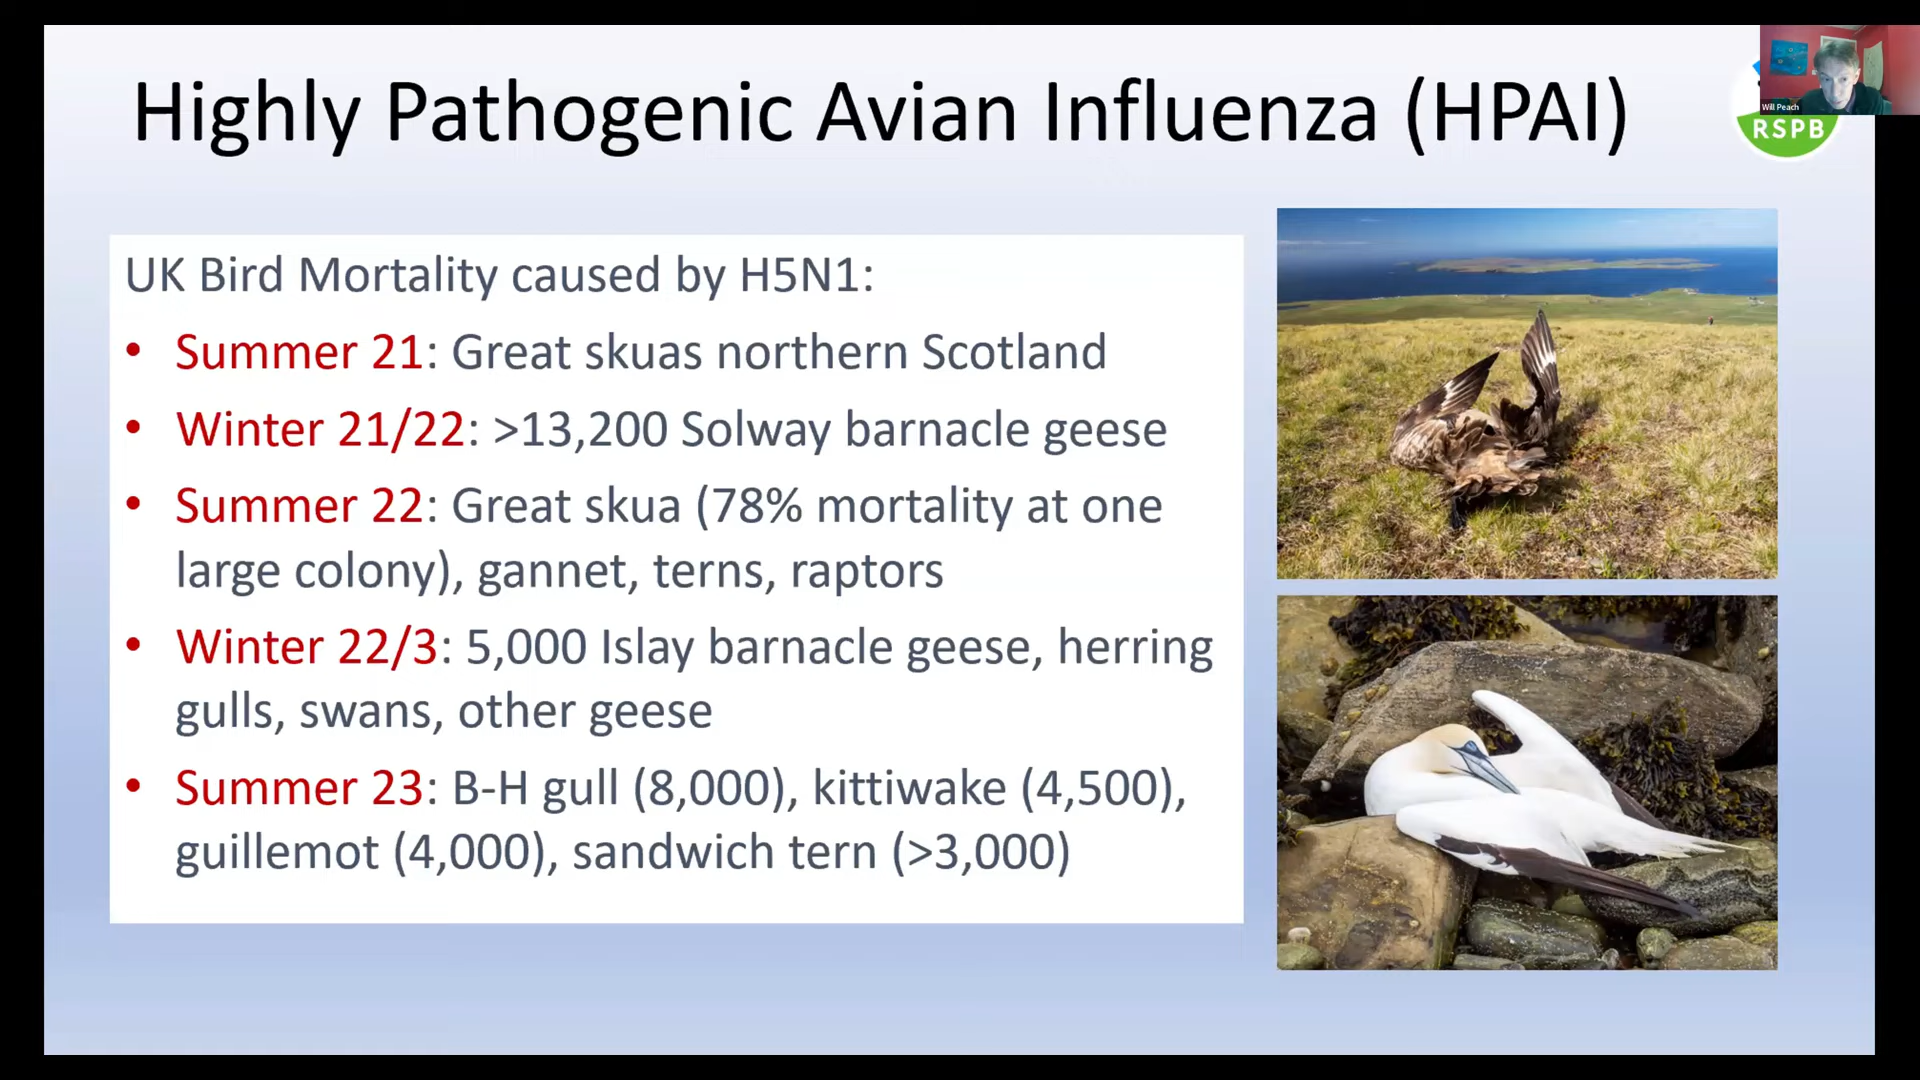 Highly Pathogenic Avian Influenza (HPAI)
Will Peach
RSPB
UK Bird Mortality caused by H5N1:
• Summer 21: Great skuas northern Scotland
• Winter 21/22: >13,200 Solway barnacle geese
• Summer 22: Great skua (78% mortality at one
large colony), gannet, terns, raptors
• Winter 22/3: 5,000 Islay barnacle geese, herring
gulls, swans, other geese
• Summer 23: B-H gull (8,000), kittiwake (4,500),
guillemot (4,000), sandwich tern (>3,000)